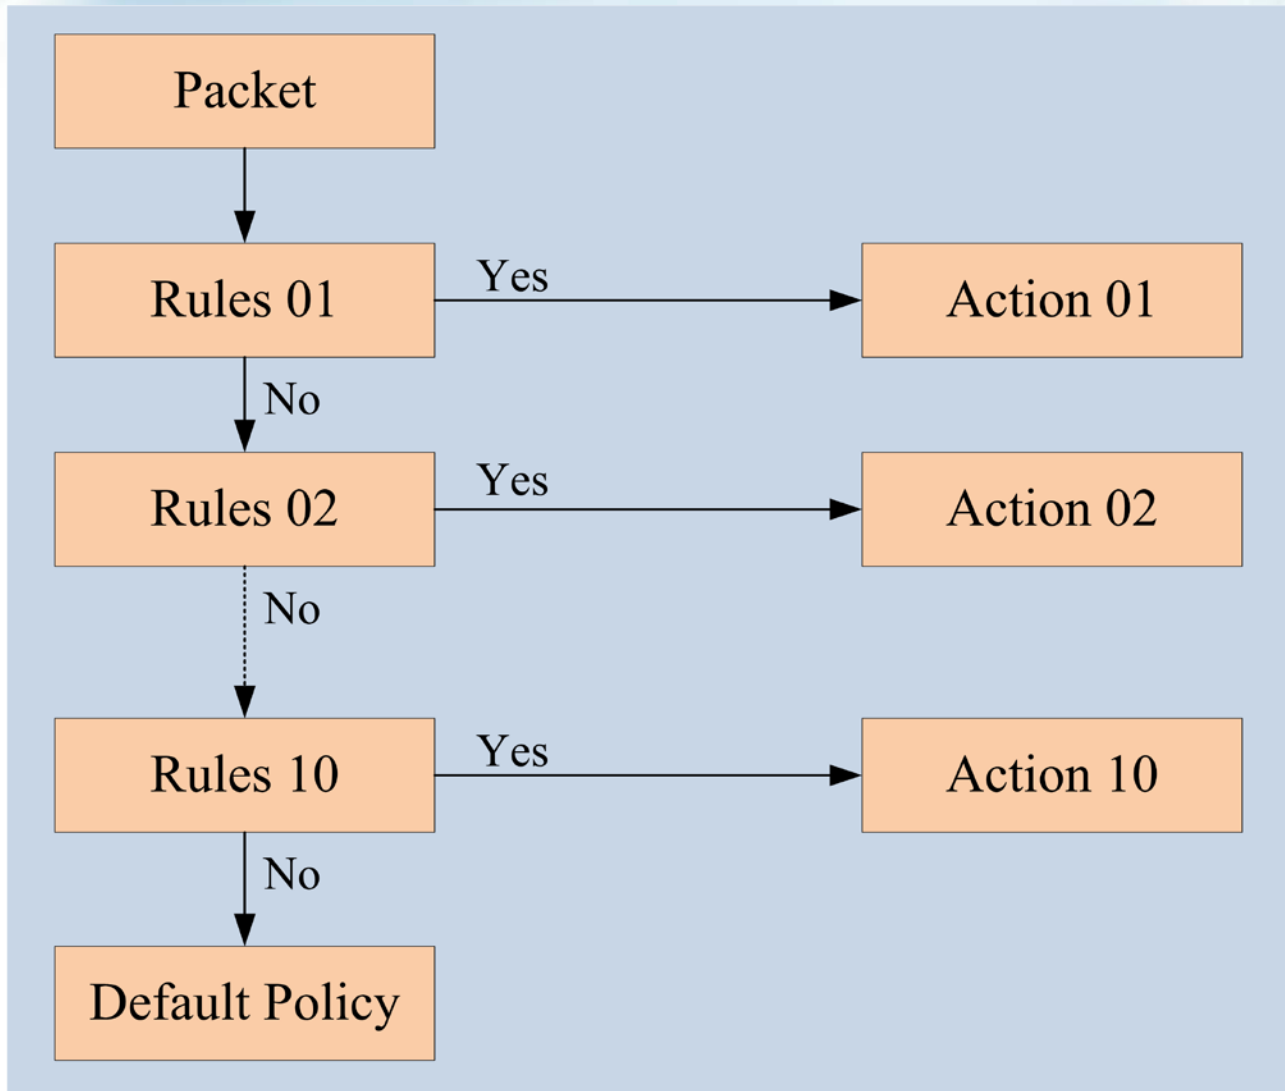 Packet
Rules 01
Yes
Action 01
No
Rules 02
Yes
Action 02
No
Rules 10
Yes
Action 10
No
Default Policy